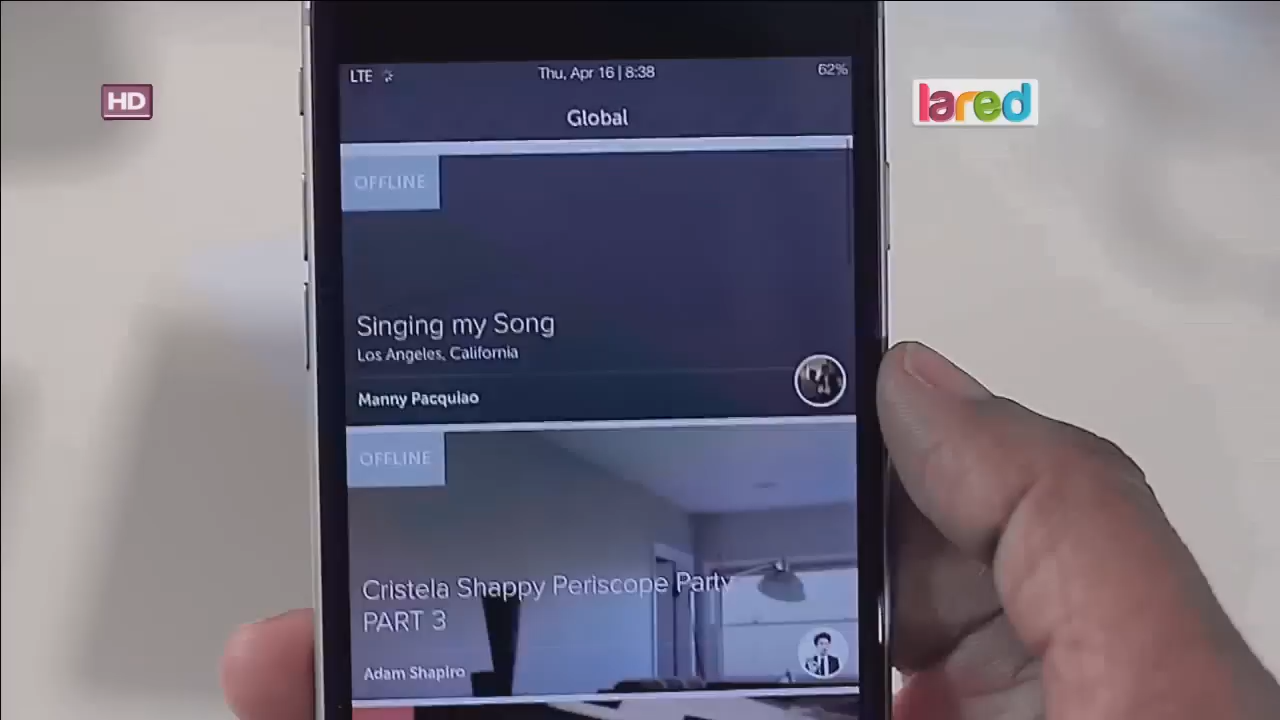 LTE Thu, Apr 16 | 8:38 62%
HD
lared
Global
OFFLINE
Singing my Song
Los Angeles, California
Manny Pacquiao
OFFLINE
Cristela Shappy Periscope Party
PART 3
Adam Shapiro